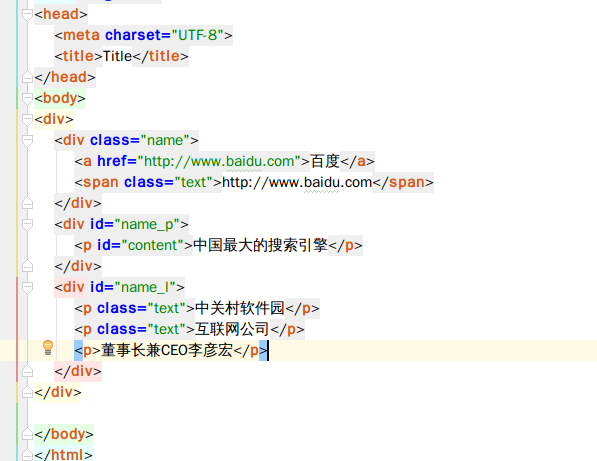 <head>
<meta charset="UTF-8">
<title>Title</title>
</head>
<body>
<div>
<div class="name">
<a href="http://www.baidu.com">百度</a>
<span class="text">http://www.baidu.com</span>
</div>
<div id="name_p">
<p id="content">中国最大的搜索引擎</p>
</div>
<div id="name_l">
<p class="text">中关村软件园</p>
<p class="text">互联网公司</p>
<p>董事长兼CEO李彦宏</p>
</div>
</div>
</body>
</html>